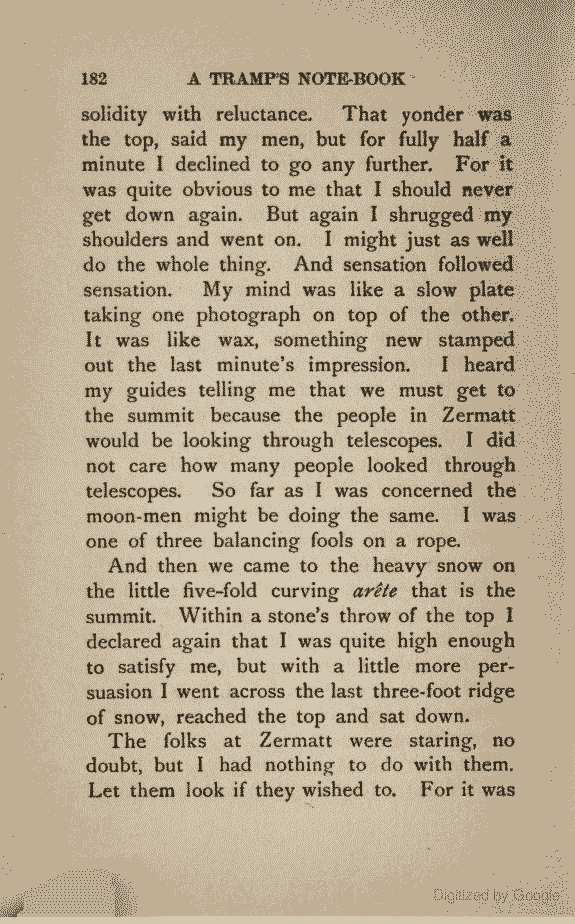 182 A TRAMP'S NOTE-BOOK
solidity with reluctance. That yonder was
the top, said my men, but for fully half a
minute I declined to go any further. For it
was quite obvious to me that I should never
get down again. But again I shrugged my
shoulders and went on. I might just as well
do the whole thing. And sensation followed
sensation. My mind was like a slow plate
taking one photograph on top of the other.
It was like wax, something new stamped
out the last minute's impression. I heard
my guides telling me that we must get to
the summit because the people in Zermatt
would be looking through telescopes. I did
not care how many people looked through
telescopes. So far as I was concerned the
moon-men might be doing the same. I was
one of three balancing fools on a rope.
And then we came to the heavy snow on
the little five-fold curving arête that is the
summit. Within a stone's throw of the top I
declared again that I was quite high enough
to satisfy me, but with a little more per-
suasion I went across the last three-foot ridge
of snow, reached the top and sat down.
The folks at Zermatt were staring, no
doubt, but I had nothing to do with them.
Let them look if they wished to. For it was
Digitized by Google